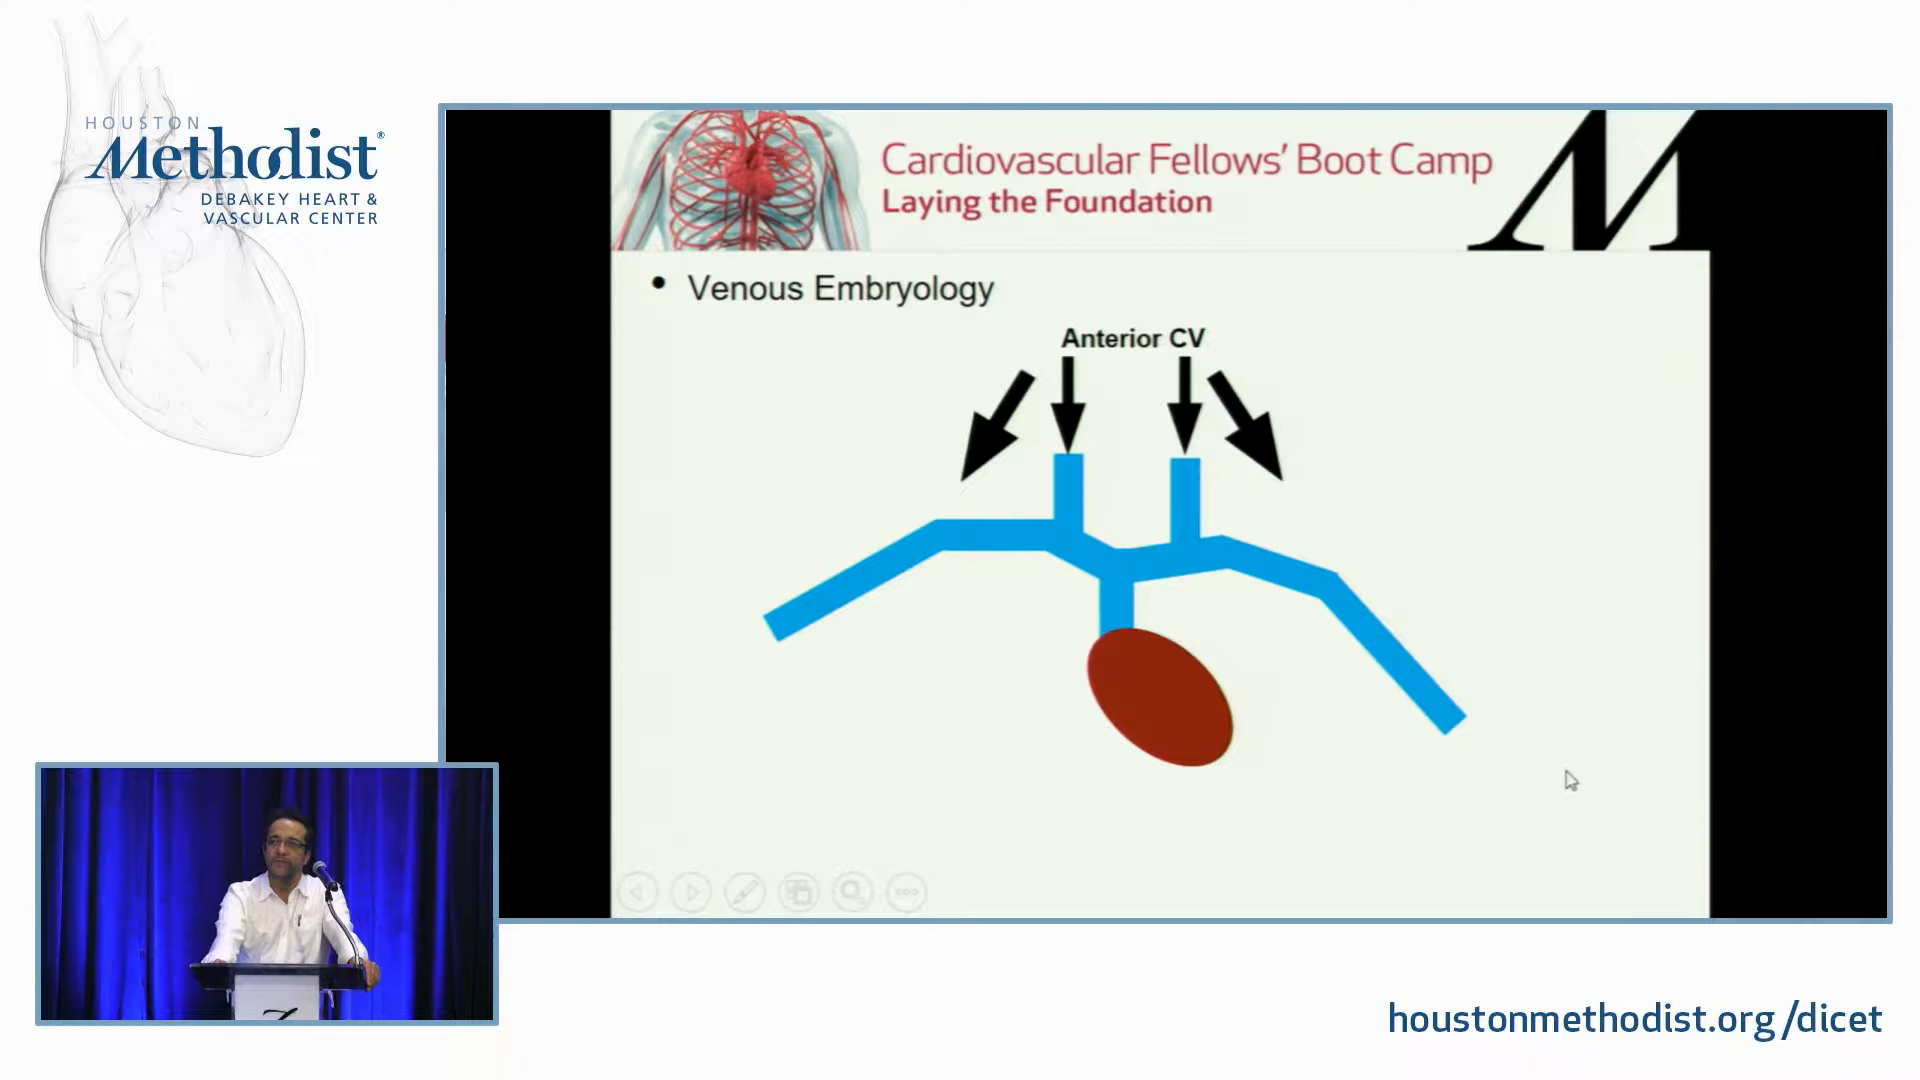 HOUSTON
Methodist®
DEBAKEY HEART &
VASCULAR CENTER
Cardiovascular Fellows’ Boot Camp
Laying the Foundation
M
• Venous Embryology
Anterior CV
houstonmethodist.org/dicet